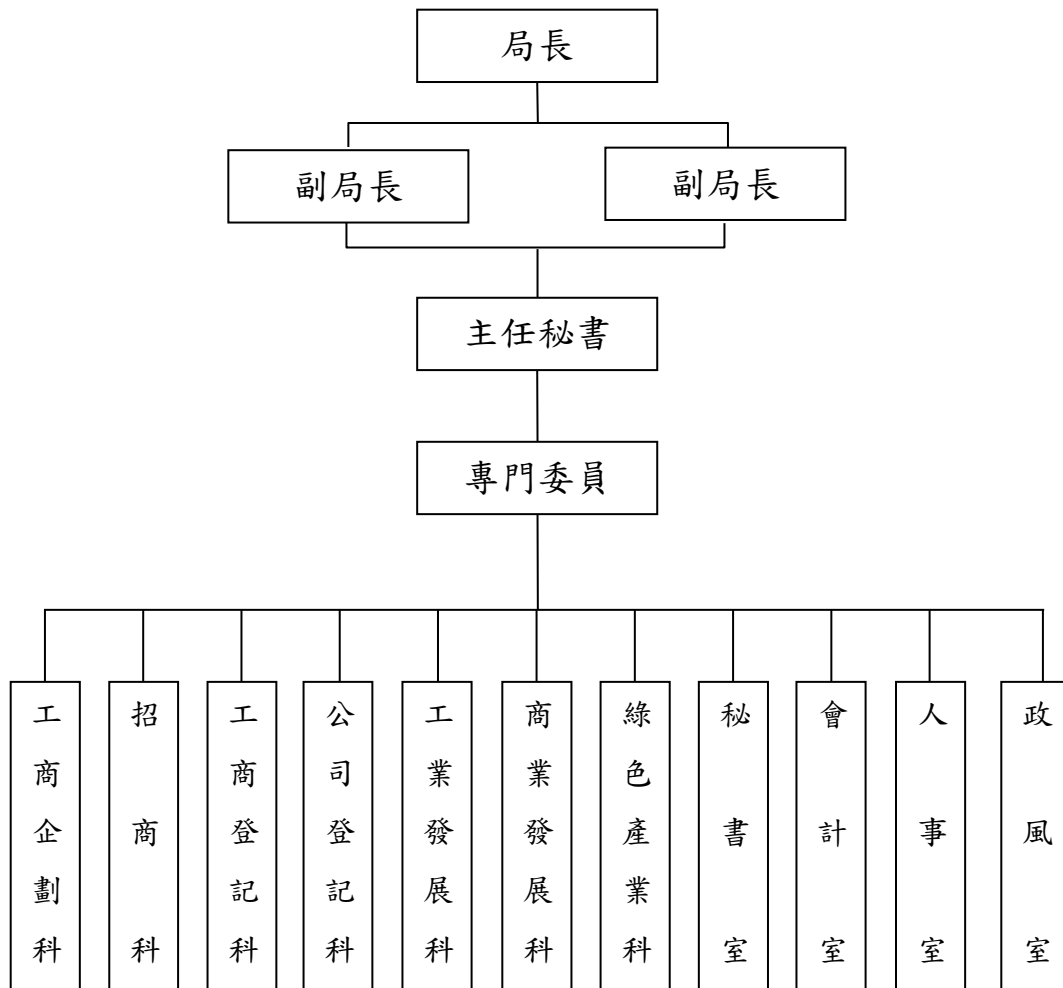 局長
副局長
副局長
主任秘書
專門委員
工商企劃科
招商科
工商登記科
公司登記科
工業發展科
商業發展科
綠色產業科
秘書室
會計室
人事室
政風室